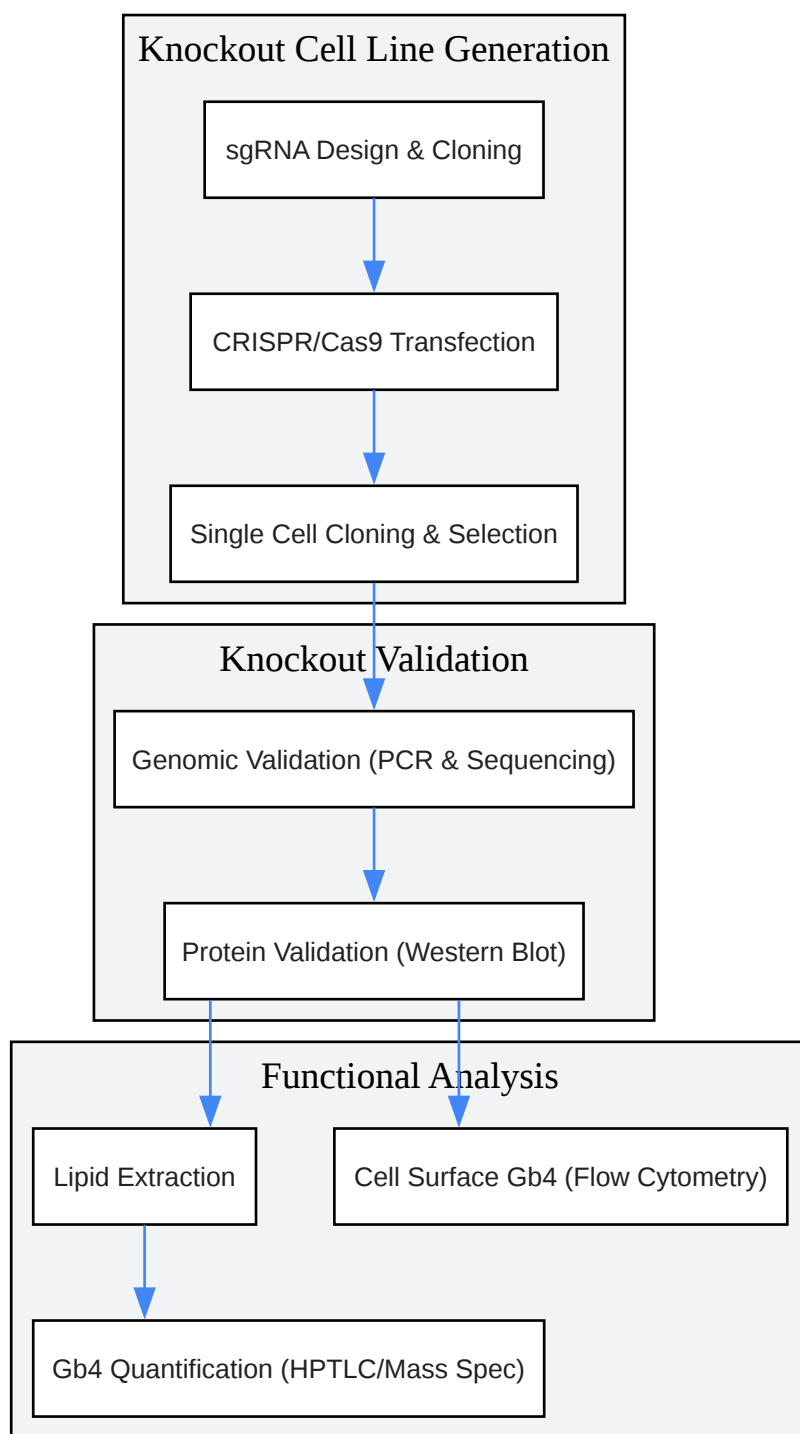 Knockout Cell Line Generation
sgRNA Design & Cloning
CRISPR/Cas9 Transfection
Single Cell Cloning & Selection
Knockout Validation
Genomic Validation (PCR & Sequencing)
Protein Validation (Western Blot)
Functional Analysis
Lipid Extraction
Cell Surface Gb4 (Flow Cytometry)
Gb4 Quantification (HPTLC/Mass Spec)